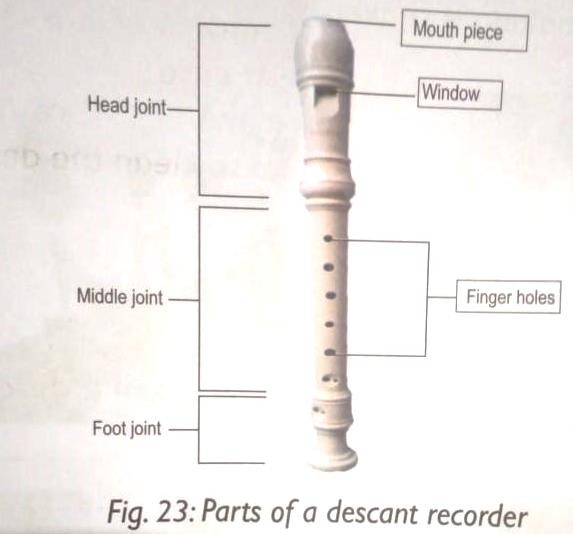 Mouth piece
Window
Head joint
Middle joint
Finger holes
Foot joint
Fig. 23: Parts of a descant recorder